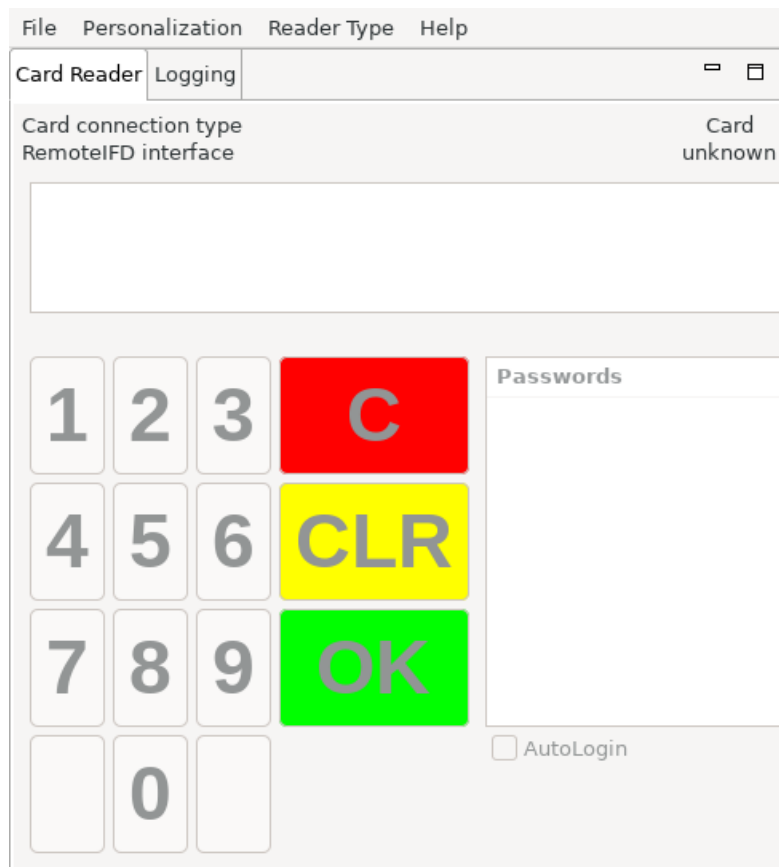 File Personalization Reader Type Help
Card Reader Logging
Card connection type Card
RemoteIFD interface unknown
1 2 3 C Passwords
4 5 6 CLR
7 8 9 OK
AutoLogin
0